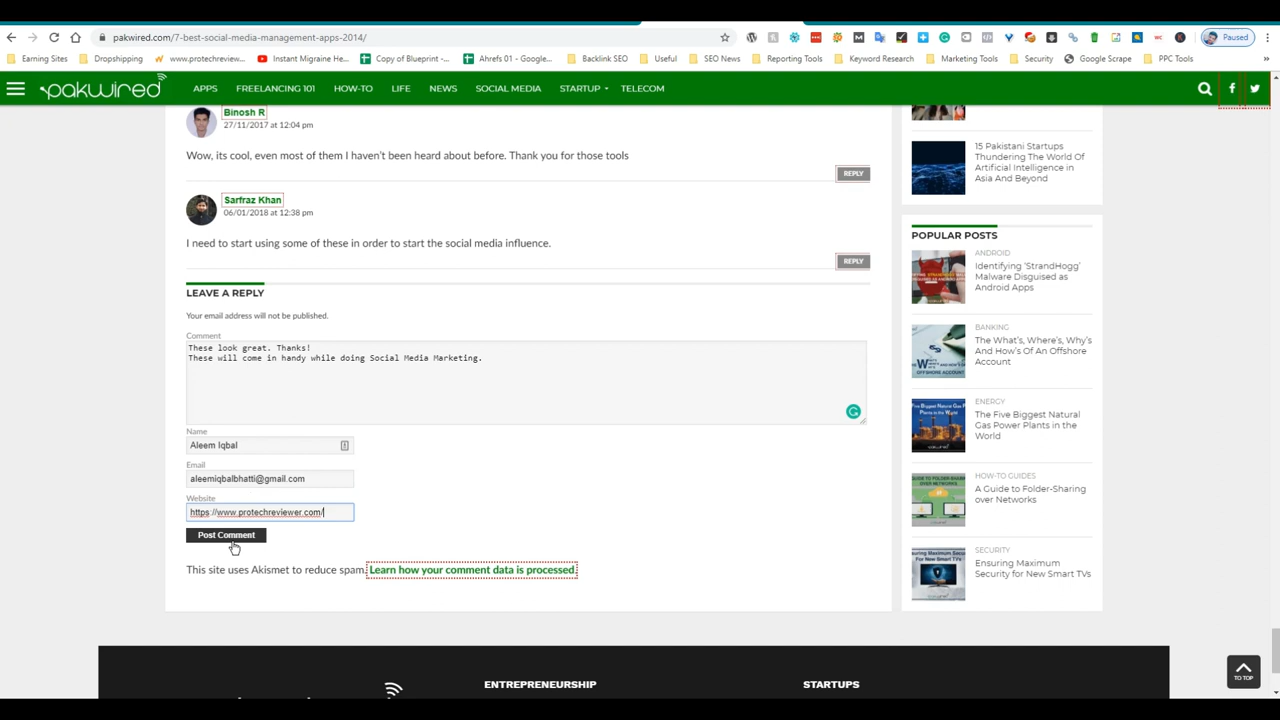 pakwired.com/7-best-social-media-management-apps-2014/
Paused
Earning Sites
Dropshipping
www.protechreview...
Instant Migraine He...
Copy of Blueprint -...
Ahrefs 01 - Google...
Backlink SEO
Useful
SEO News
Reporting Tools
Keyword Research
Marketing Tools
Security
Google Scrape
PPC Tools
pakwired
APPS
FREELANCING 101
HOW-TO
LIFE
NEWS
SOCIAL MEDIA
STARTUP
TELECOM
Binosh R
27/11/2017 at 12:04 pm
Wow, its cool, even most of them I haven't been heard about before. Thank you for those tools
REPLY
Sarfraz Khan
06/01/2018 at 12:38 pm
I need to start using some of these in order to start the social media influence.
REPLY
LEAVE A REPLY
Your email address will not be published.
Comment
These look great. Thanks!
These will come in handy while doing Social Media Marketing.
Name
Aleem Iqbal
Email
aleemiqbalbhatti@gmail.com
Website
https://www.protechreviewer.com/
Post Comment
This site uses Akismet to reduce spam. Learn how your comment data is processed.
15 Pakistani Startups
Thundering The World Of
Artificial Intelligence in
Asia And Beyond
POPULAR POSTS
ANDROID
Identifying 'StrandHogg'
Malware Disguised as
Android Apps
BANKING
The What's, Where's, Why's
And How's Of An Offshore
Account
ENERGY
The Five Biggest Natural
Gas Power Plants in the
World
HOW-TO GUIDES
A Guide to Folder-Sharing
over Networks
SECURITY
Ensuring Maximum
Security for New Smart TVs
TO TOP
ENTREPRENEURSHIP
STARTUPS